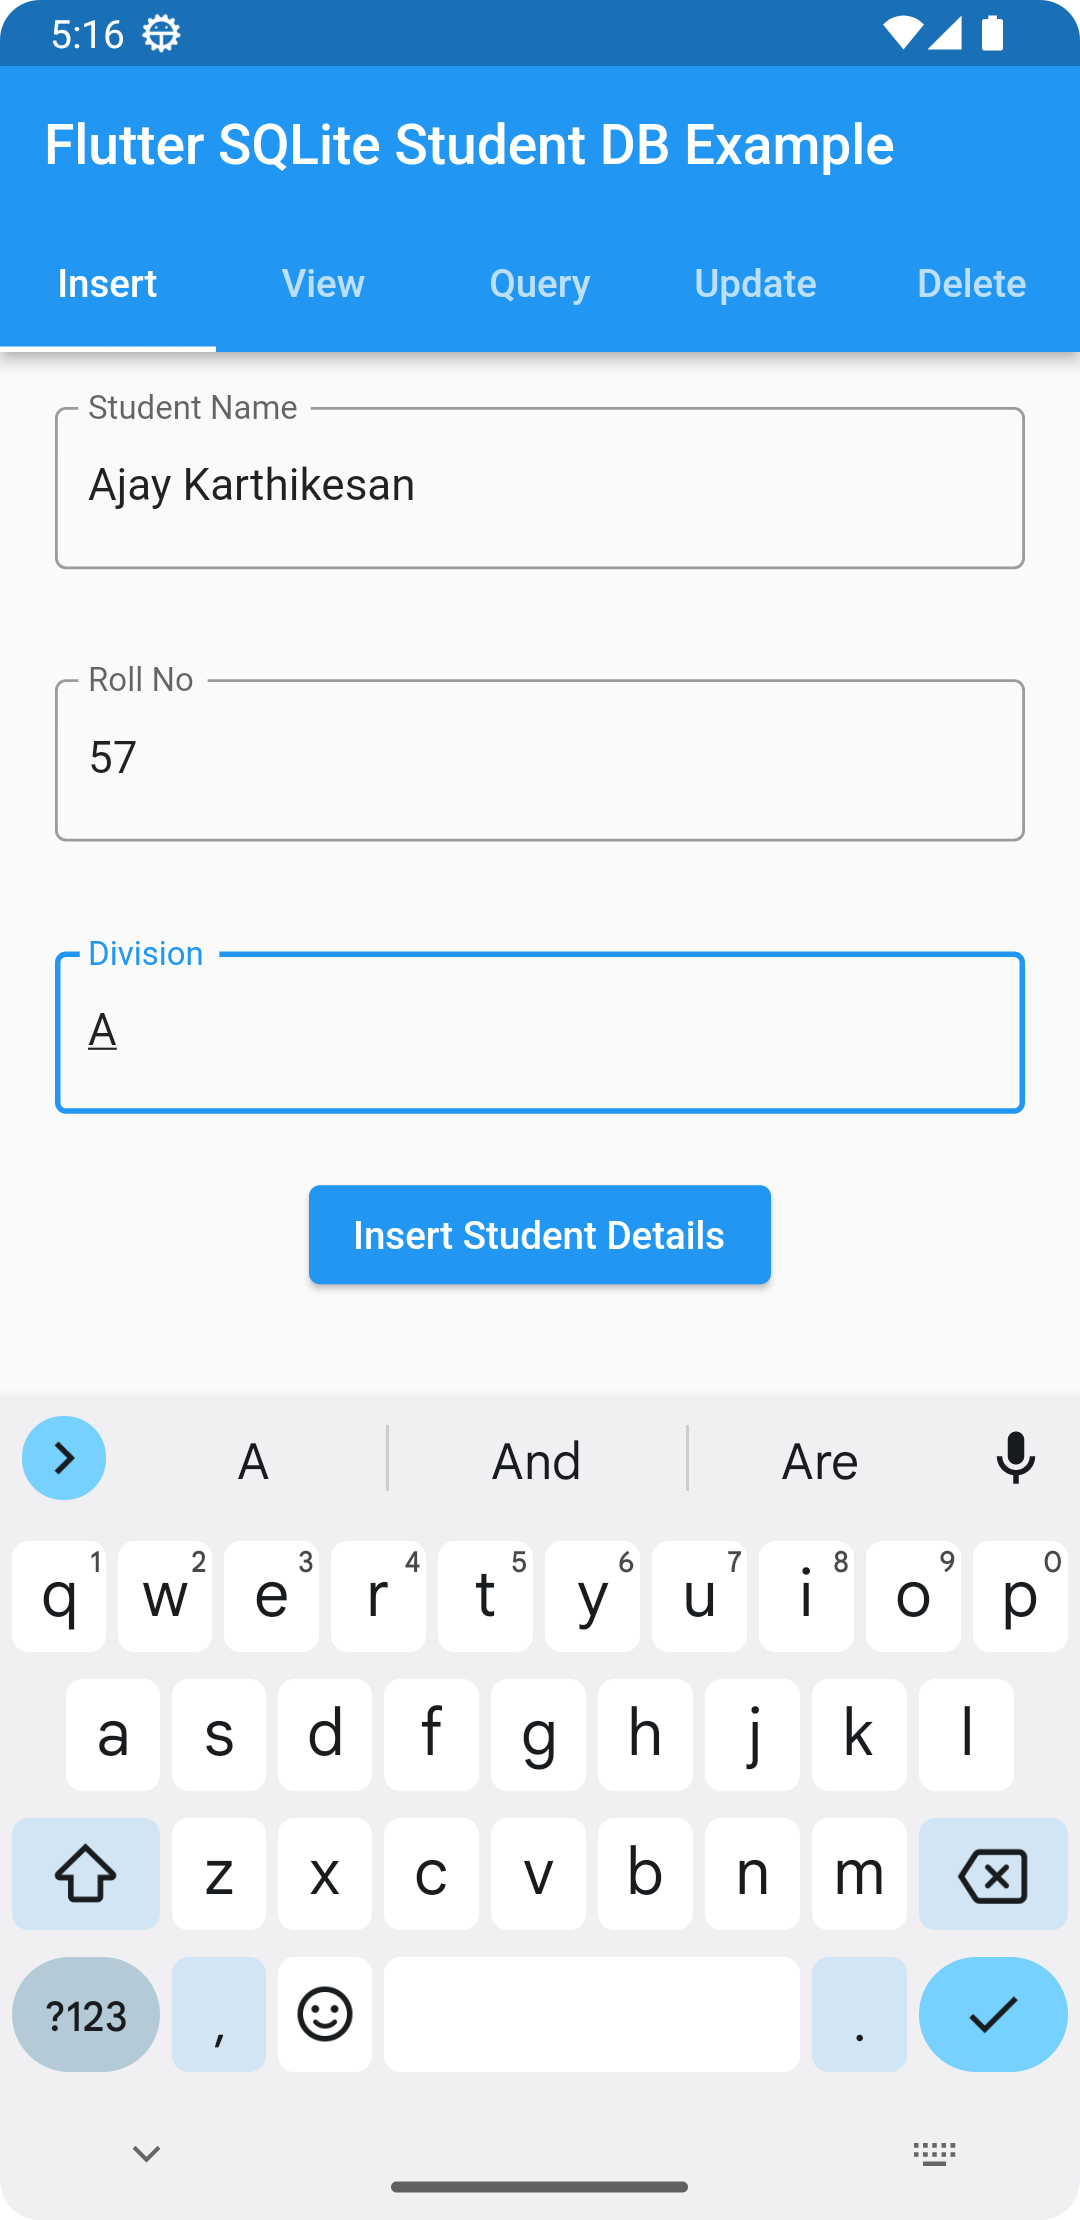 5:16
Flutter SQLite Student DB Example
Insert View Query Update Delete
Student Name
Ajay Karthikesan
Roll No
57
Division
A
Insert Student Details
A And Are
q 1 w 2 e 3 r 4 t 5 y 6 u 7 i 8 o 9 p 0
a s d f g h j k l
z x c v b n m
?123 , .